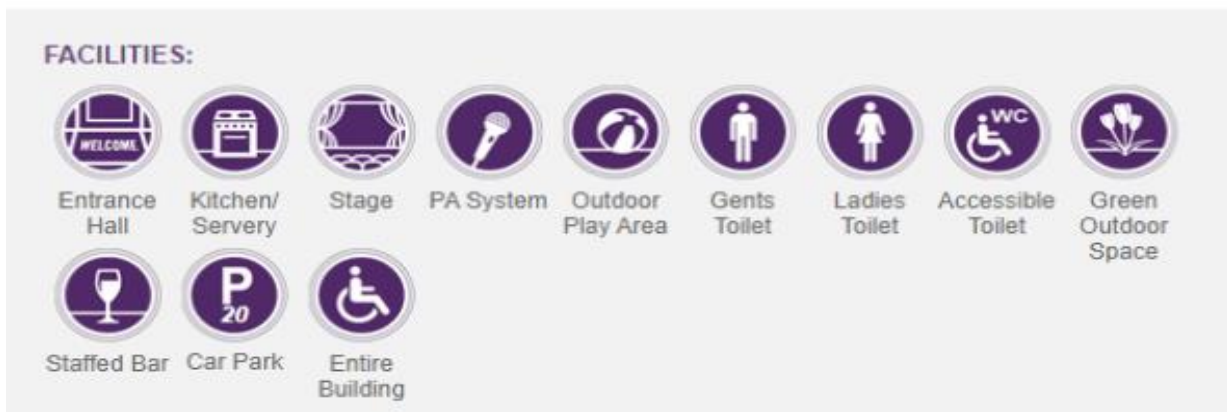 FACILITIES:
WELCOME
WC
Entrance Hall
Kitchen/ Servery
Stage
PA System
Outdoor Play Area
Gents Toilet
Ladies Toilet
Accessible Toilet
Green Outdoor Space
P
20
Staffed Bar
Car Park
Entire Building